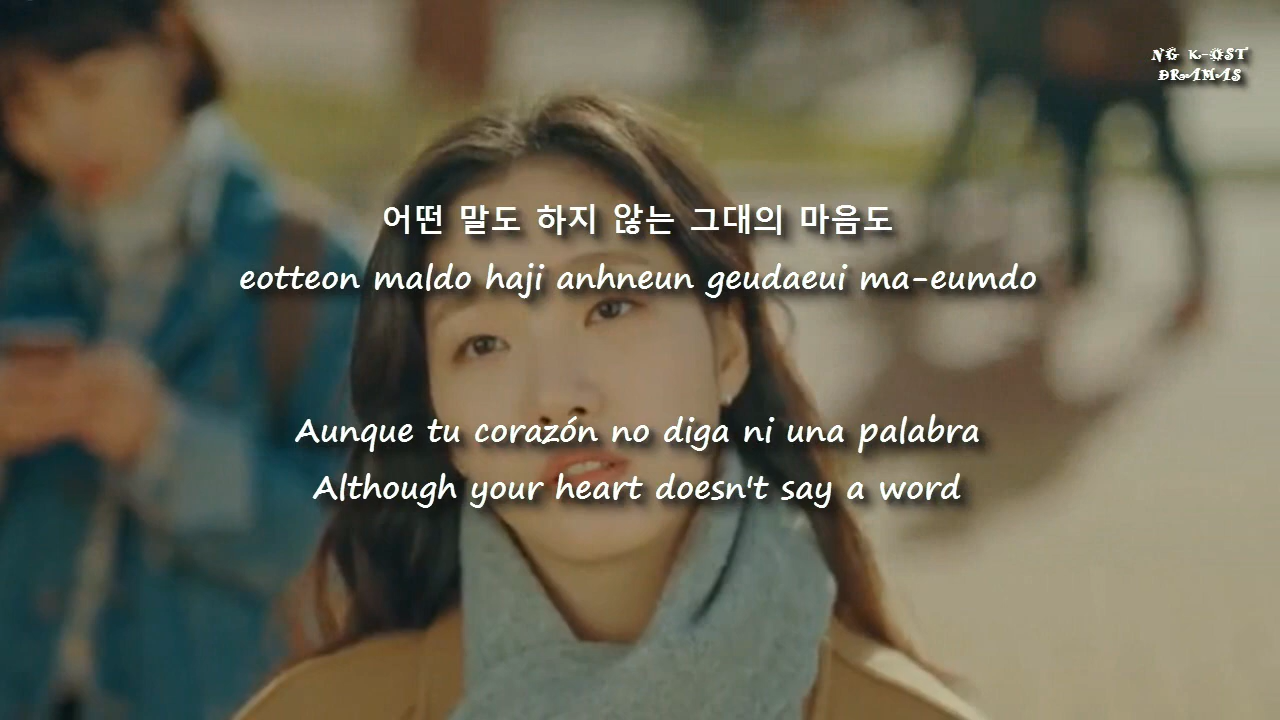 NG K-OST
DRAMAS
어떤 말도 하지 않는 그대의 마음도
eotteon maldo haji anhneun geudaeui ma-eumdo
Aunque tu corazón no diga ni una palabra
Although your heart doesn't say a word